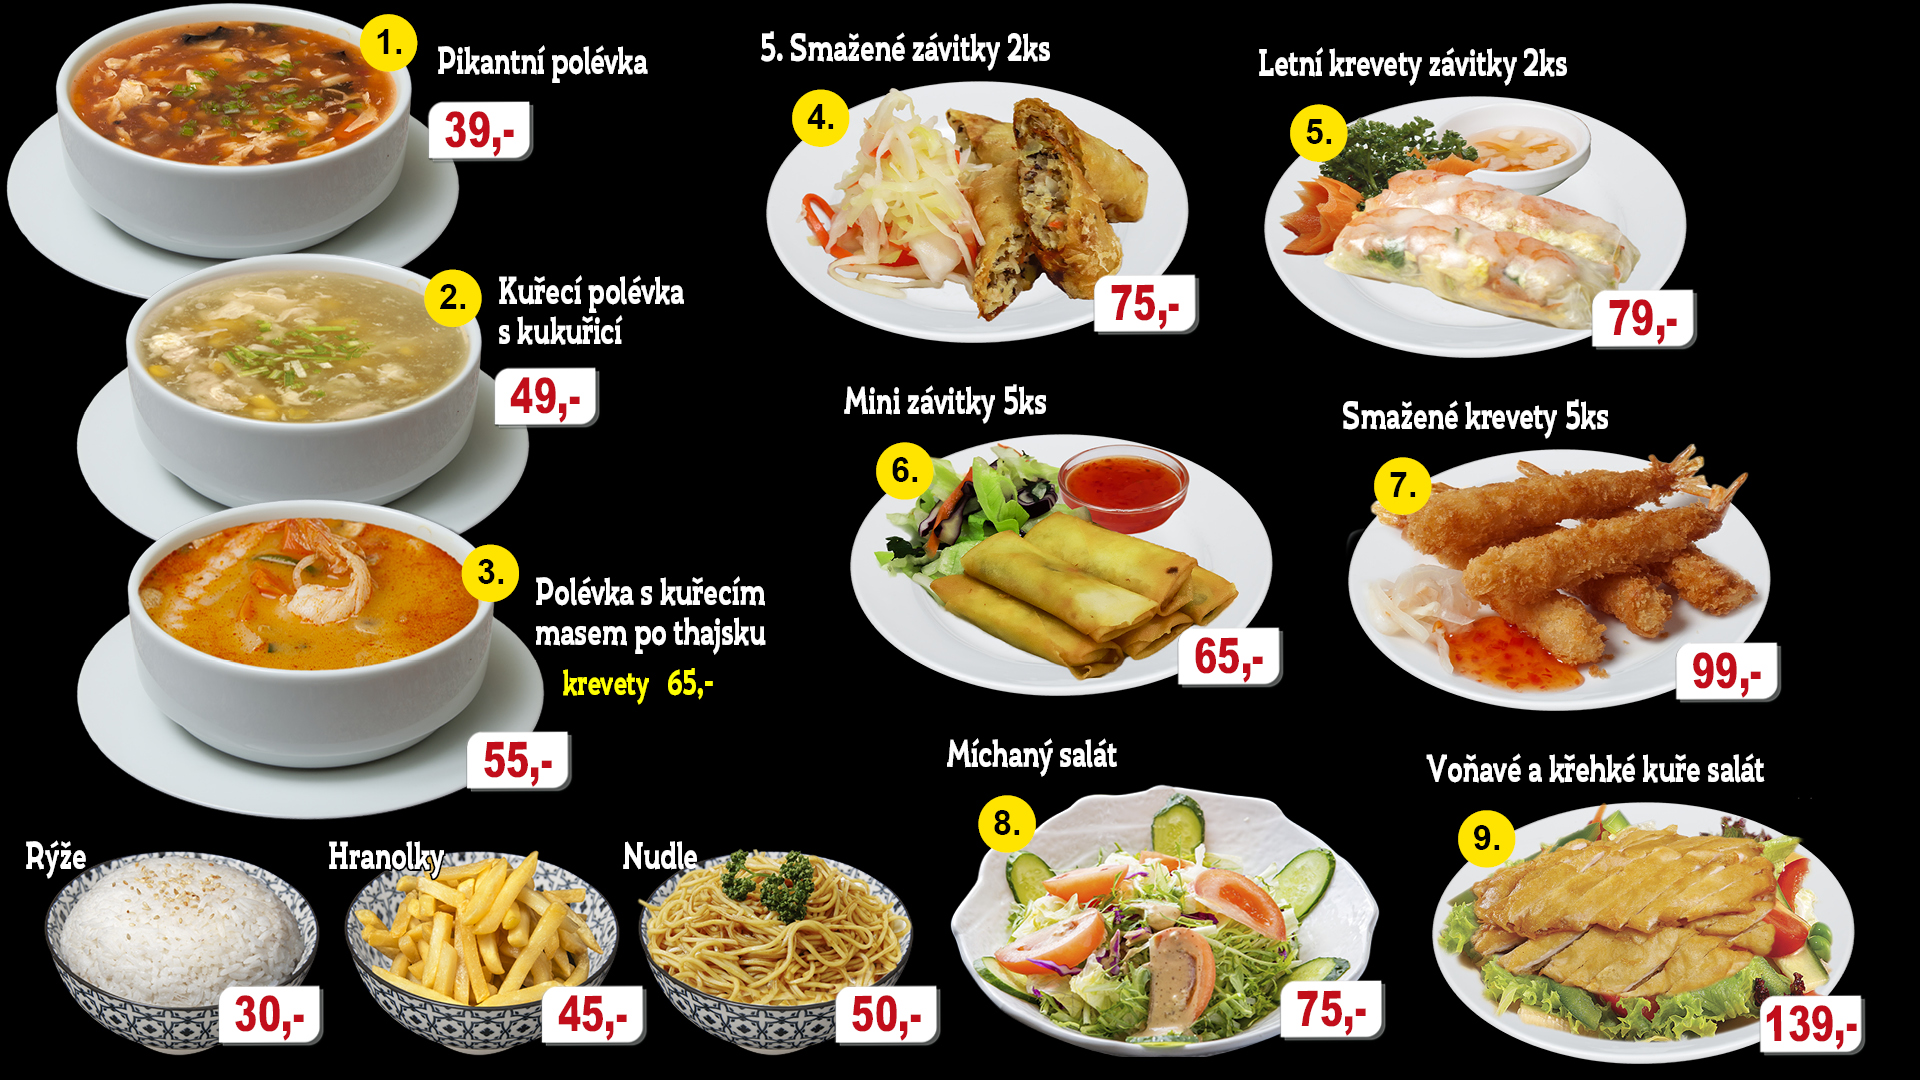 1.
Pikantní polévka
39,-
2.
Kuřecí polévka
s kukuřicí
49,-
3.
Polévka s kuřecím
masem po thajsku
krevety 65,-
55,-
5. Smažené závitky 2ks
4.
75,-
Letní krevety závitky 2ks
5.
79,-
Mini závitky 5ks
6.
65,-
Smažené krevety 5ks
7.
99,-
Míchaný salát
8.
75,-
Voňavé a křehké kuře salát
9.
139,-
Rýže
30,-
Hranolky
45,-
Nudle
50,-